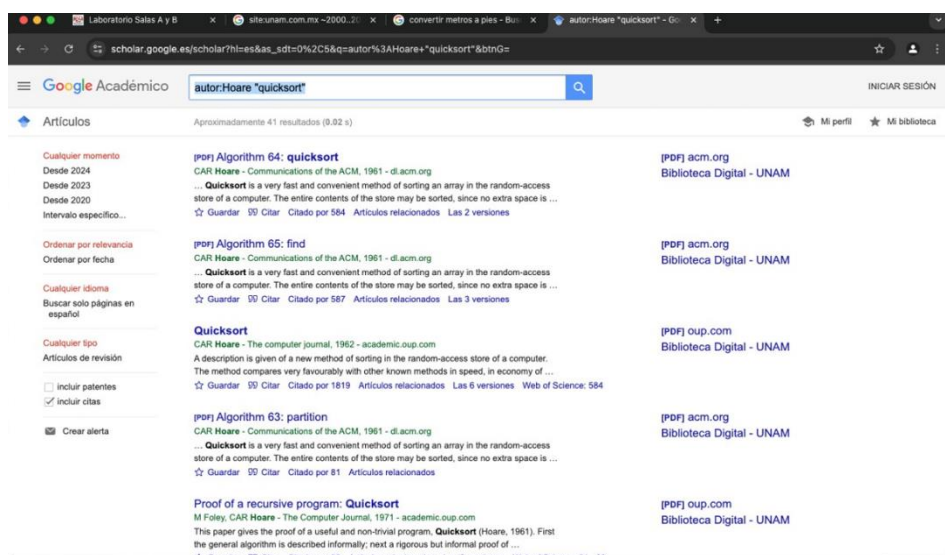 Laboratorio Salas A y B
site:unam.com.mx ~2000..20
convertir metros a pies - Bus
autor:Hoare "quicksort" - Go
scholar.google.es/scholar?hl=es&as_sdt=0%2C5&q=autor%3AHoare+"quicksort"&btnG=
Google Académico
autor:Hoare "quicksort"
INICIAR SESIÓN
Artículos
Aproximadamente 41 resultados (0.02 s)
Mi perfil
Mi biblioteca
Cualquier momento
Desde 2024
Desde 2023
Desde 2020
Intervalo específico...
Ordenar por relevancia
Ordenar por fecha
Cualquier idioma
Buscar solo páginas en
español
Cualquier tipo
Artículos de revisión
incluir patentes
incluir citas
Crear alerta
[PDF] Algorithm 64: quicksort
CAR Hoare - Communications of the ACM, 1961 - dl.acm.org
... Quicksort is a very fast and convenient method of sorting an array in the random-access
store of a computer. The entire contents of the store may be sorted, since no extra space is ...
Guardar Citar Citado por 584 Artículos relacionados Las 2 versiones
[PDF] acm.org
Biblioteca Digital - UNAM
[PDF] Algorithm 65: find
CAR Hoare - Communications of the ACM, 1961 - dl.acm.org
... Quicksort is a very fast and convenient method of sorting an array in the random-access
store of a computer. The entire contents of the store may be sorted, since no extra space is ...
Guardar Citar Citado por 587 Artículos relacionados Las 3 versiones
[PDF] acm.org
Biblioteca Digital - UNAM
Quicksort
CAR Hoare - The computer journal, 1962 - academic.oup.com
A description is given of a new method of sorting in the random-access store of a computer.
The method compares very favourably with other known methods in speed, in economy of ...
Guardar Citar Citado por 1819 Artículos relacionados Las 6 versiones Web of Science: 584
[PDF] oup.com
Biblioteca Digital - UNAM
[PDF] Algorithm 63: partition
CAR Hoare - Communications of the ACM, 1961 - dl.acm.org
... Quicksort is a very fast and convenient method of sorting an array in the random-access
store of a computer. The entire contents of the store may be sorted, since no extra space is ...
Guardar Citar Citado por 81 Artículos relacionados
[PDF] acm.org
Biblioteca Digital - UNAM
Proof of a recursive program: Quicksort
M Foley, CAR Hoare - The Computer Journal, 1971 - academic.oup.com
This paper gives the proof of a useful and non-trivial program, Quicksort (Hoare, 1961). First
the general algorithm is described informally; next a rigorous but informal proof of ...
[PDF] oup.com
Biblioteca Digital - UNAM